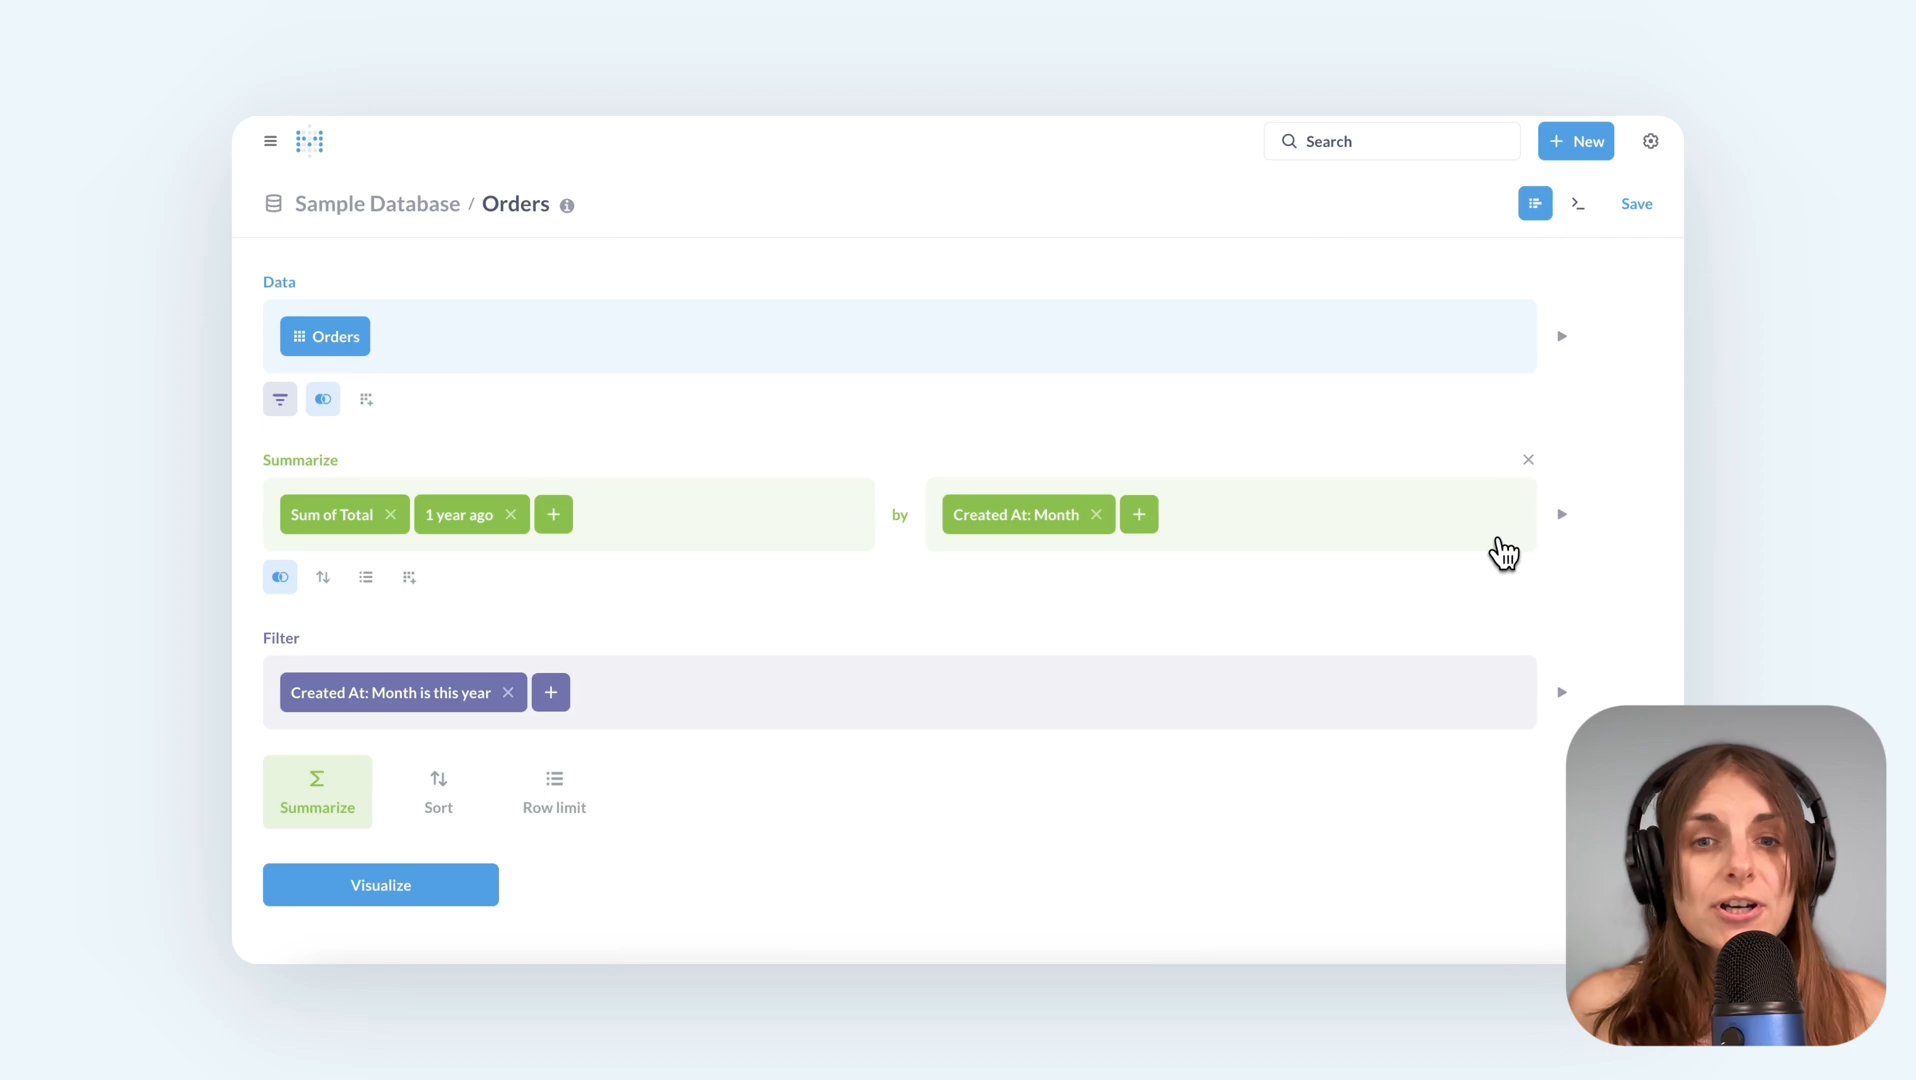 Search
New
Sample Database / Orders
Save
Data
Orders
Summarize
Sum of Total
1 year ago
by
Created At: Month
Filter
Created At: Month is this year
Summarize
Sort
Row limit
Visualize